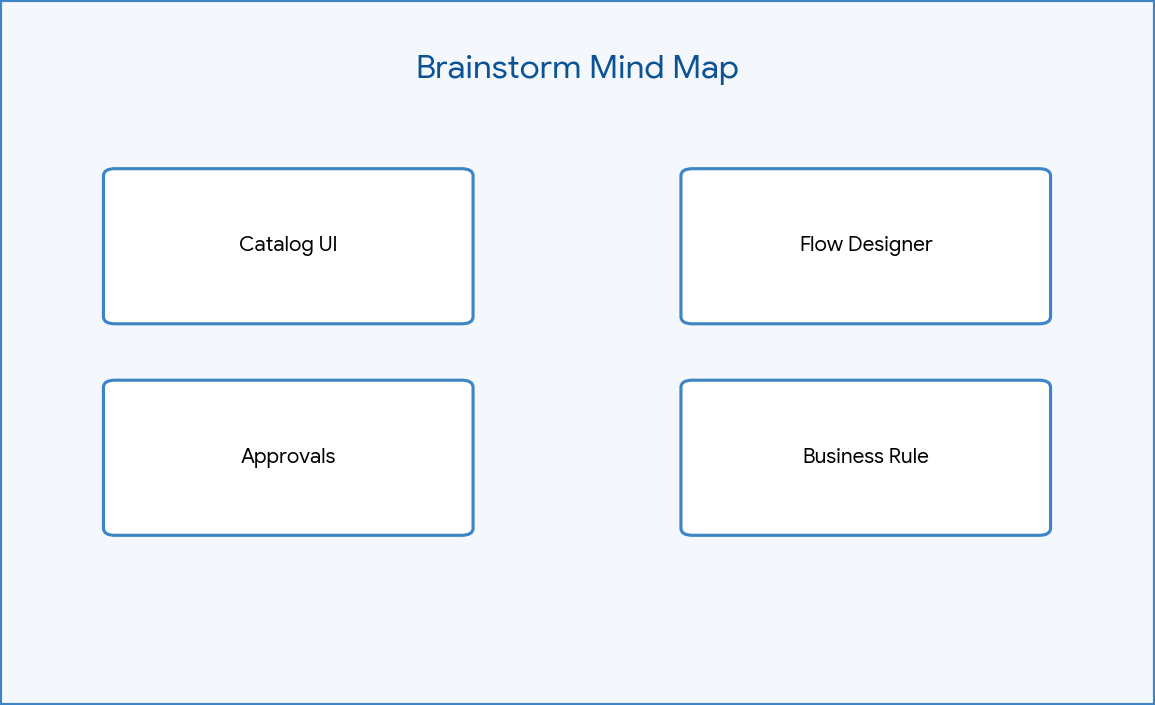 Brainstorm Mind Map
Catalog UI
Flow Designer
Approvals
Business Rule